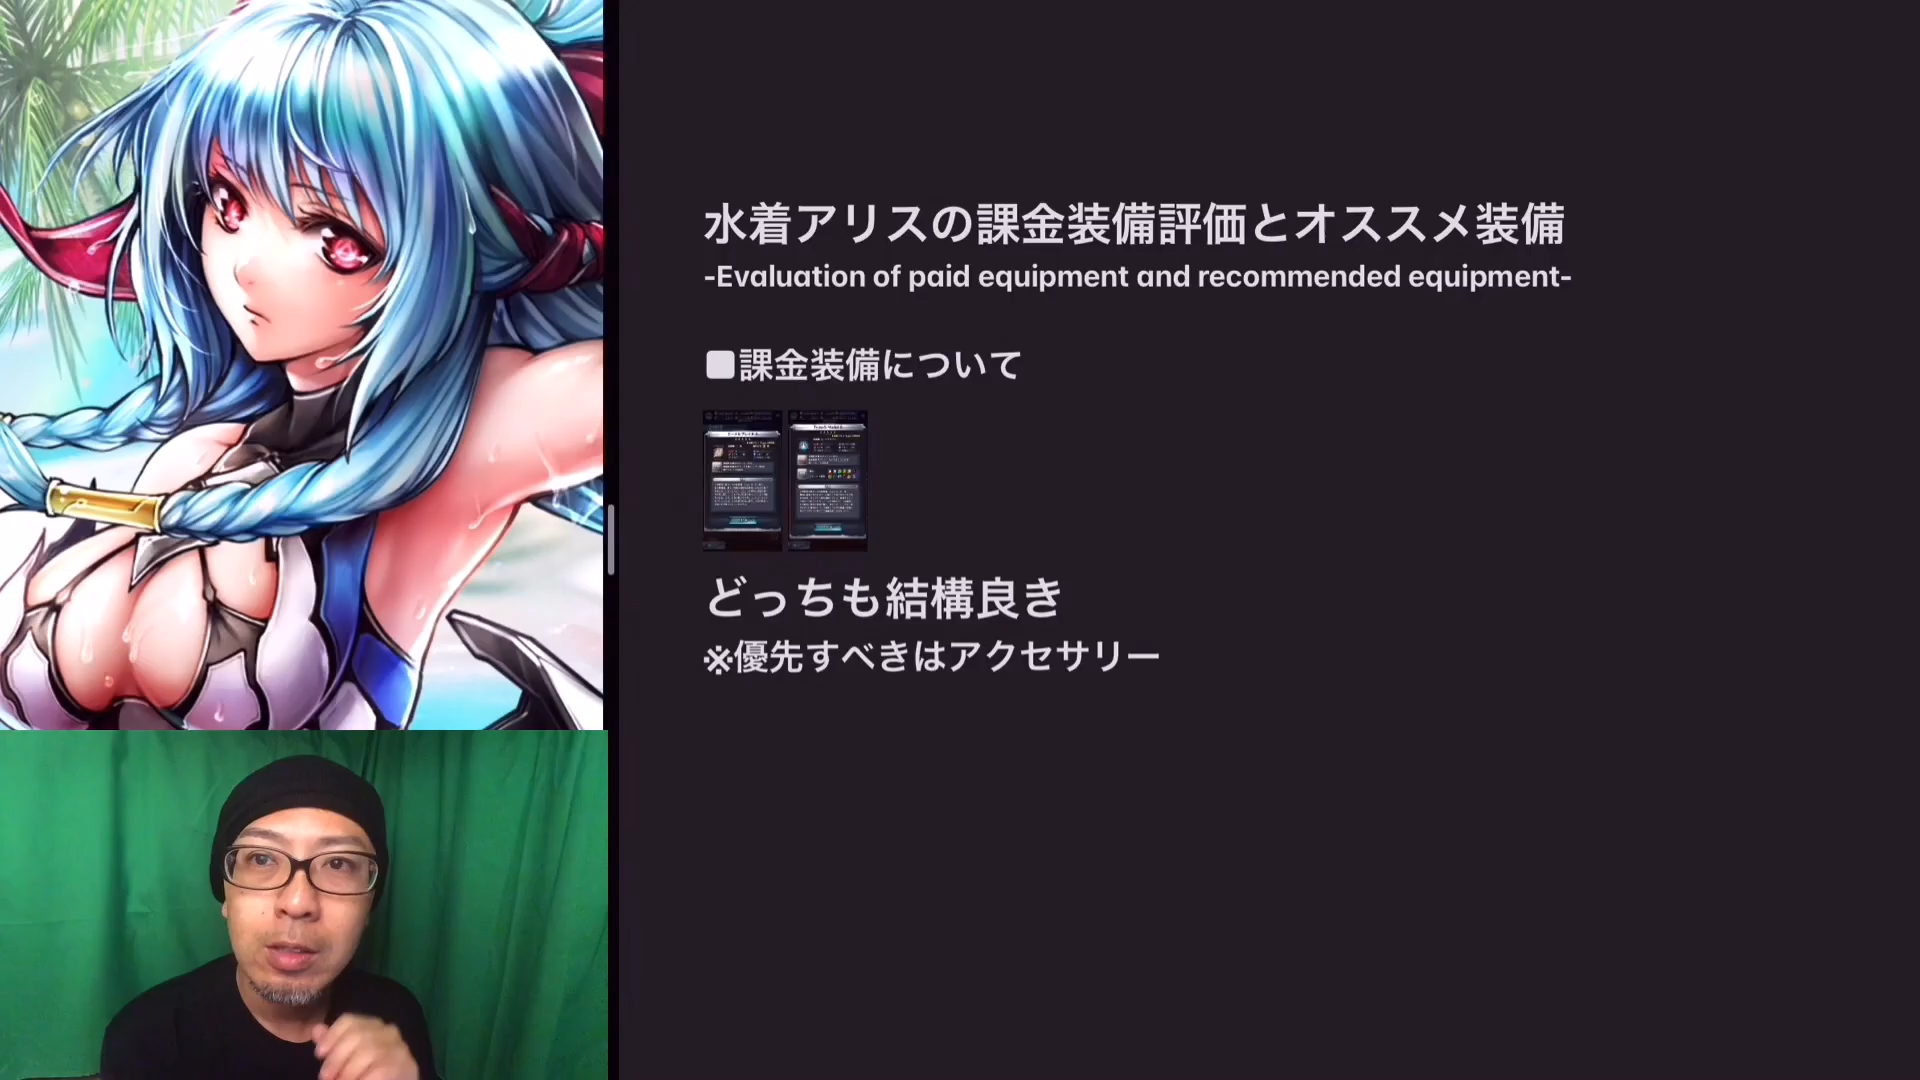 水着アリスの課金装備評価とオススメ装備
-Evaluation of paid equipment and recommended equipment-
■課金装備について
どっちも結構良き
※優先すべきはアクセサリー